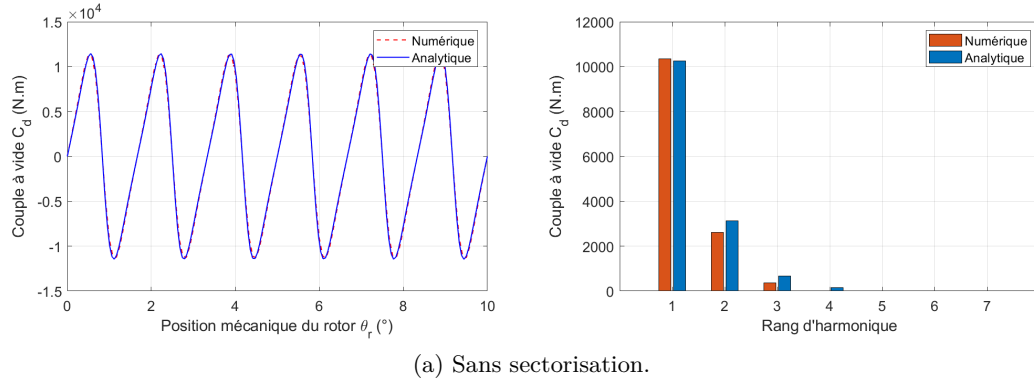 ×10⁴
1.5
1
0.5
0
-0.5
-1
-1.5
Couple à vide C_d (N.m)
0 2 4 6 8 10
Position mécanique du rotor θ_r (°)
Numérique
Analytique
12000
10000
8000
6000
4000
2000
0
Couple à vide C_d (N.m)
1 2 3 4 5 6 7
Rang d'harmonique
Numérique
Analytique
(a) Sans sectorisation.